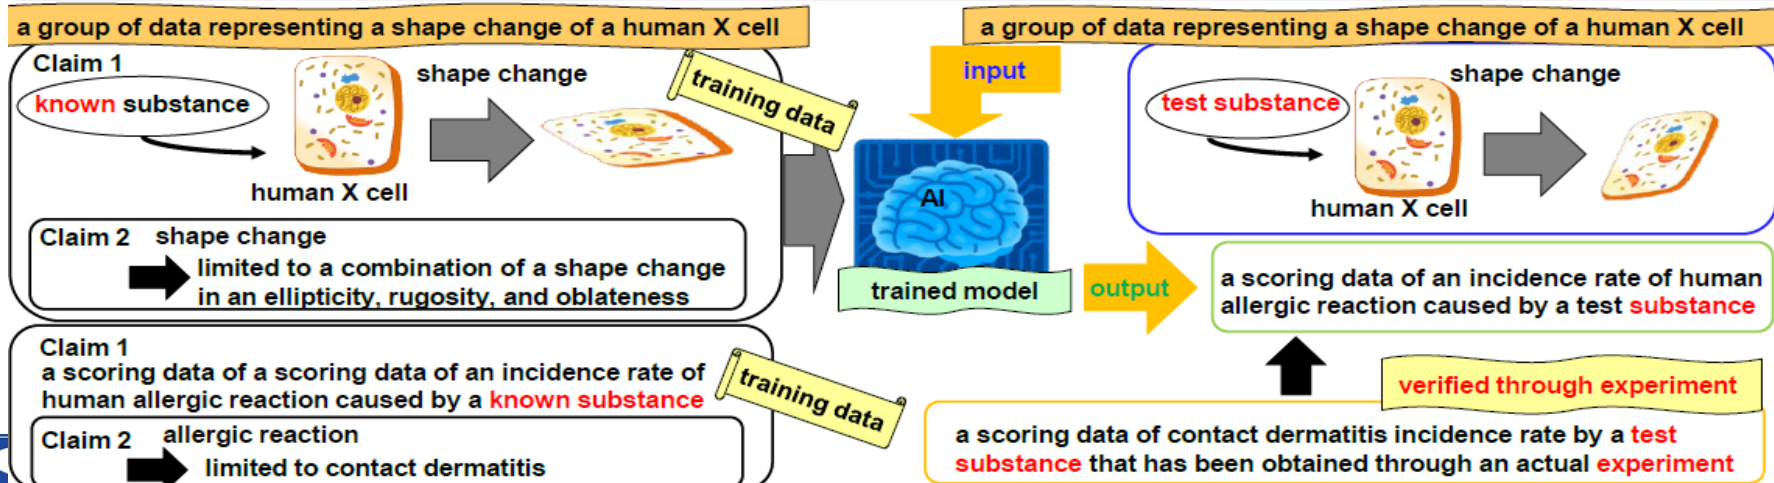 a group of data representing a shape change of a human X cell
Claim 1
known substance
shape change
human X cell
training data
Claim 2 shape change
limited to a combination of a shape change
in an ellipticity, rugosity, and oblateness
Claim 1
a scoring data of a scoring data of an incidence rate of
human allergic reaction caused by a known substance
training data
Claim 2 allergic reaction
limited to contact dermatitis
input
AI
trained model
output
a group of data representing a shape change of a human X cell
test substance
shape change
human X cell
a scoring data of an incidence rate of human
allergic reaction caused by a test substance
verified through experiment
a scoring data of contact dermatitis incidence rate by a test
substance that has been obtained through an actual experiment